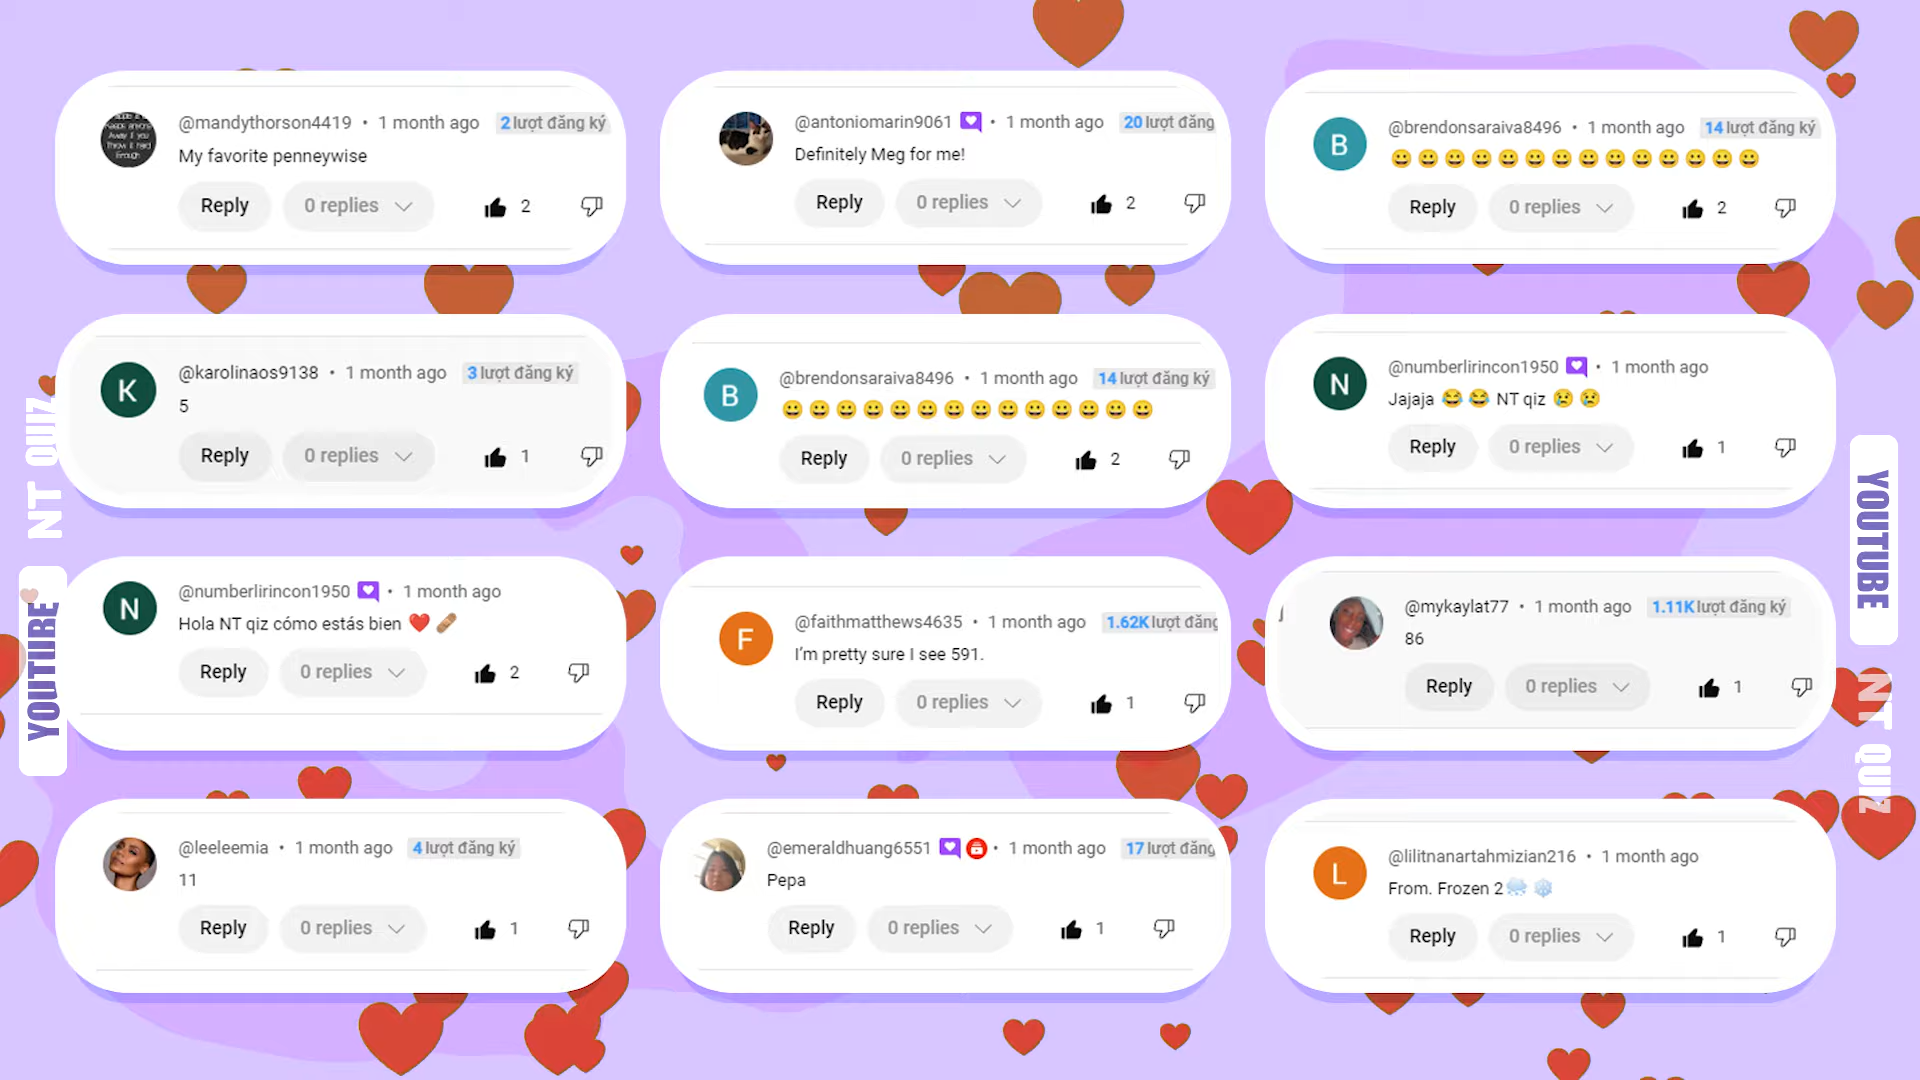 @mandythorson4419 • 1 month ago 2 lượt đăng ký
My favorite penneywise
Reply 0 replies 2
@antoniomarin9061 • 1 month ago 20 lượt đăng
Definitely Meg for me!
Reply 0 replies 2
@brendonsaraiva8496 • 1 month ago 14 lượt đăng ký
😀😀😀😀😀😀😀😀😀😀😀😀😀😀
B
Reply 0 replies 2
@karolinaos9138 • 1 month ago 3 lượt đăng ký
K
5
Reply 0 replies 1
@brendonsaraiva8496 • 1 month ago 14 lượt đăng ký
B
😀😀😀😀😀😀😀😀😀😀😀😀😀😀
Reply 0 replies 2
@numberlirincon1950 • 1 month ago
N
Jajaja 😂😂 NT qiz 😢😢
Reply 0 replies 1
@numberlirincon1950 • 1 month ago
N
Hola NT qiz cómo estás bien ❤️🩹
Reply 0 replies 2
@faithmatthews4635 • 1 month ago 1.62K lượt đăng
F
I'm pretty sure I see 591.
Reply 0 replies 1
@mykaylat77 • 1 month ago 1.11K lượt đăng ký
86
Reply 0 replies 1
@leeleemia • 1 month ago 4 lượt đăng ký
11
Reply 0 replies 1
@emeraldhuang6551 • 1 month ago 17 lượt đăng
Pepa
Reply 0 replies 1
@lilitnanartahmizian216 • 1 month ago
L
From. Frozen 2🌨️ ❄️
Reply 0 replies 1
YOUTUBE NT QUIZ
YOUTUBE NT QUIZ